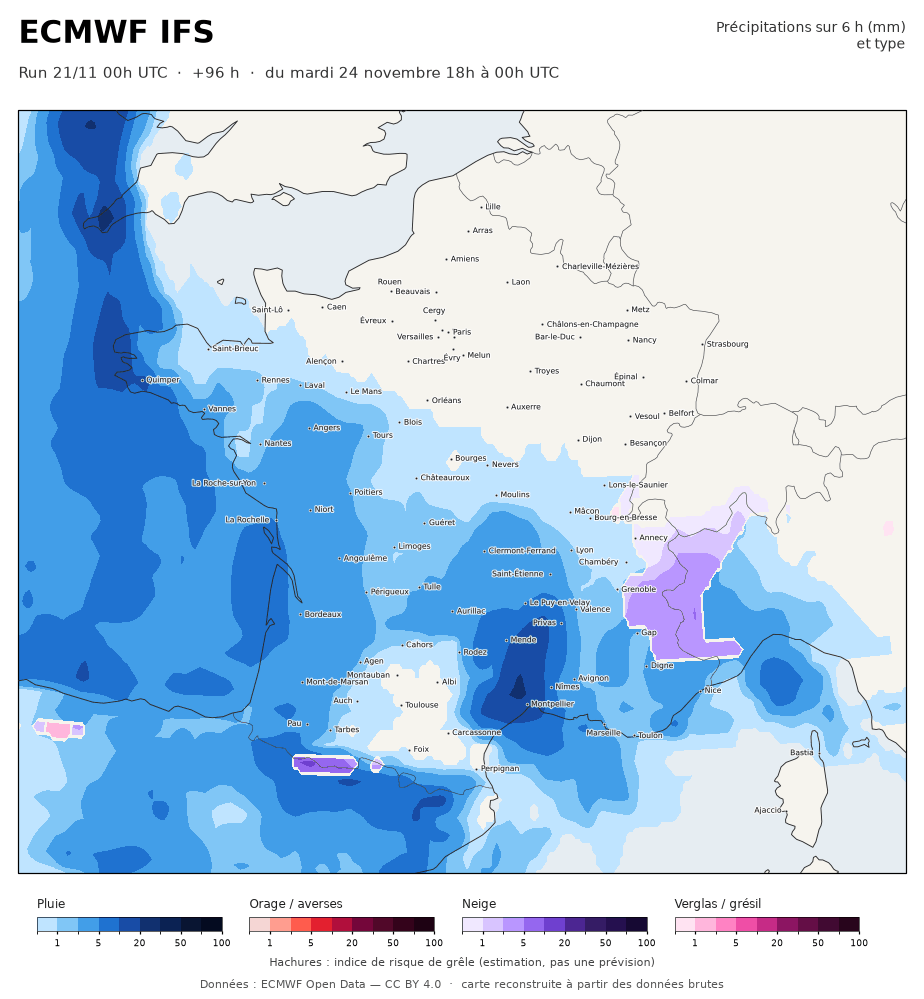 ECMWF IFS
Précipitations sur 6 h (mm)
et type
Run 21/11 00h UTC · +96 h · du mardi 24 novembre 18h à 00h UTC
Lille
Arras
Amiens
Charleville-Mézières
Rouen
Beauvais
Laon
Saint-Lô
Caen
Cergy
Metz
Évreux
Châlons-en-Champagne
Versailles
Paris
Bar-le-Duc
Nancy
Strasbourg
Saint-Brieuc
Alençon
Chartres
Évry
Melun
Quimper
Rennes
Laval
Le Mans
Troyes
Chaumont
Épinal
Colmar
Vannes
Orléans
Auxerre
Vesoul
Belfort
Angers
Blois
Nantes
Tours
Dijon
Besançon
Bourges
Nevers
La Roche-sur-Yon
Châteauroux
Lons-le-Saunier
Poitiers
Moulins
Niort
Mâcon
Bourg-en-Bresse
La Rochelle
Guéret
Annecy
Limoges
Clermont-Ferrand
Lyon
Angoulême
Chambéry
Saint-Étienne
Périgueux
Tulle
Grenoble
Bordeaux
Aurillac
Le Puy-en-Velay
Valence
Privas
Gap
Cahors
Mende
Rodez
Agen
Digne
Mont-de-Marsan
Montauban
Albi
Avignon
Nîmes
Nice
Auch
Toulouse
Montpellier
Pau
Tarbes
Carcassonne
Marseille
Toulon
Foix
Bastia
Perpignan
Ajaccio
Pluie
Orage / averses
Neige
Verglas / grésil
1 5 20 50 100
1 5 20 50 100
1 5 20 50 100
1 5 20 50 100
Hachures : indice de risque de grêle (estimation, pas une prévision)
Données : ECMWF Open Data — CC BY 4.0 · carte reconstruite à partir des données brutes